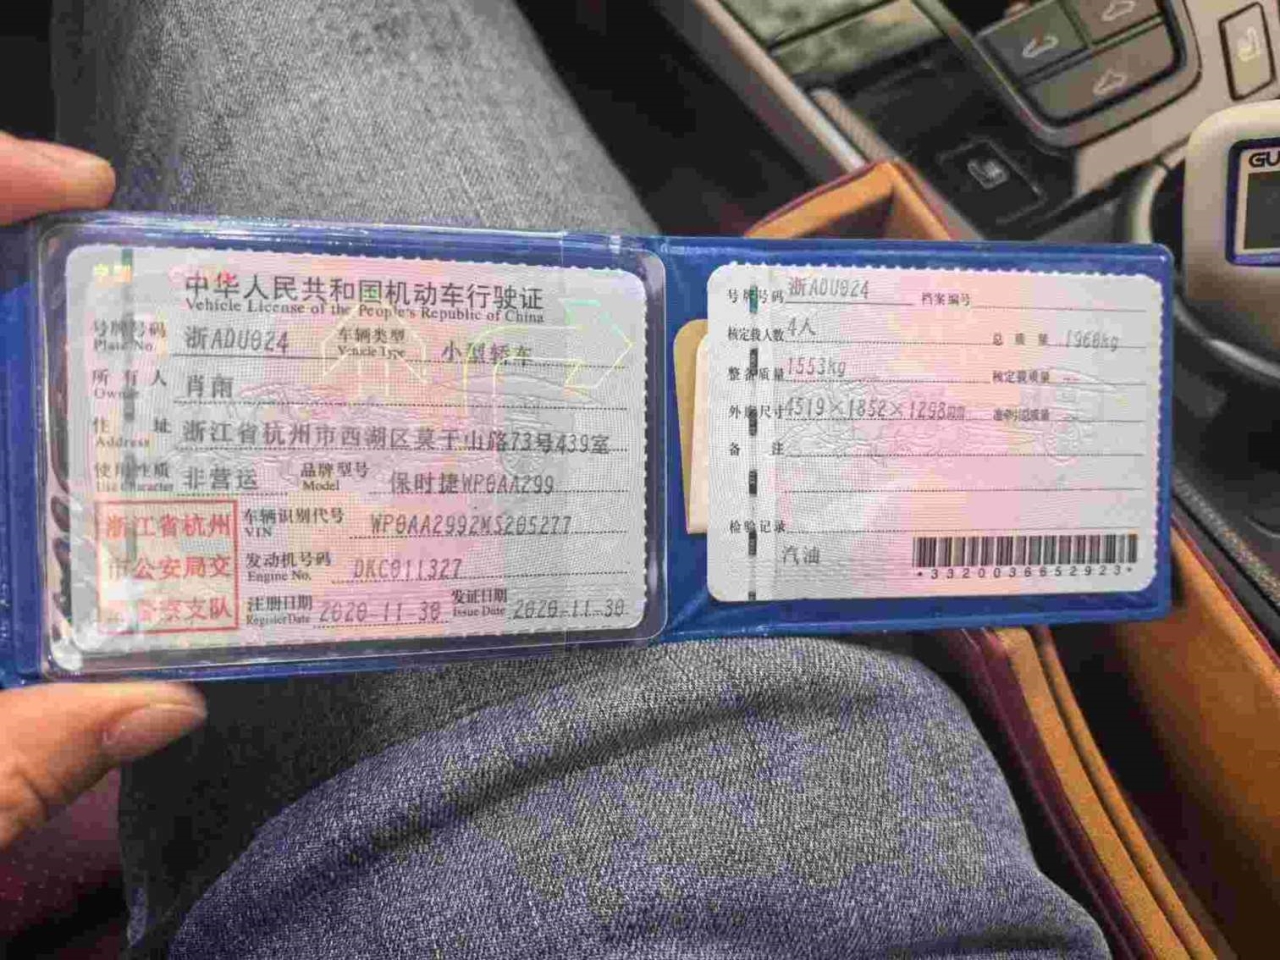 中华人民共和国机动车行驶证
Vehicle License of the People's Republic of China
号牌号码 浙ADU024 车辆类型 小型轿车
Plate No. Vehicle Type
所有人 肖雨
Owner
住址 浙江省杭州市西湖区莫干山路73号439室
Address
使用性质 非营运 品牌型号 保时捷WP0AA299
Use Character Model
浙江省杭州
市公安局交
警察支队
车辆识别代号 WP0AA2992MS205277
VIN
发动机号码 DKC011327
Engine No.
注册日期 2020-11-30 发证日期 2020-11-30
Register Date Issue Date
号牌号码 浙ADU024 档案编号
核定载人数 4人 总质量 1968kg
整备质量 1553kg 核定载质量 --
外廓尺寸 4519×1852×1298mm 准牵引总质量 --
备注
检验记录
汽油
*3320036652923*
GU